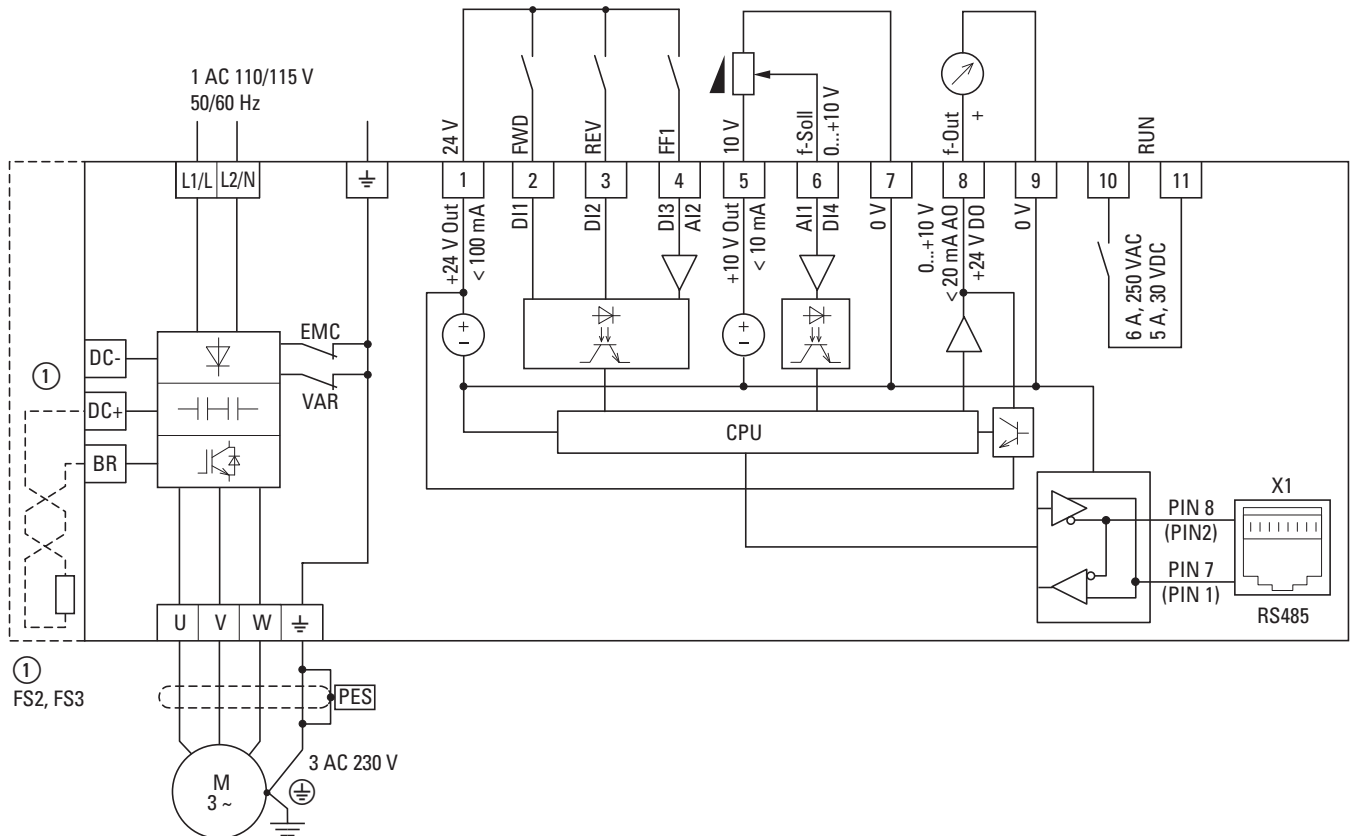 1 AC 110/115 V
50/60 Hz
24 V
FWD
REV
FF1
10 V
f-Soll
0...+10 V
f-Out
+
RUN
L1/L
L2/N
1
2
3
4
5
6
7
8
9
10
11
+24 V Out
< 100 mA
DI1
DI2
DI3
AI2
+10 V Out
< 10 mA
AI1
DI4
0 V
0...+10 V
< 20 mA AO
+24 V DO
0 V
6 A, 250 VAC
5 A, 30 VDC
EMC
VAR
DC-
DC+
BR
①
+
−
+
−
CPU
X1
PIN 8
(PIN2)
PIN 7
(PIN 1)
RS485
U
V
W
①
FS2, FS3
PES
3 AC 230 V
M
3 ~